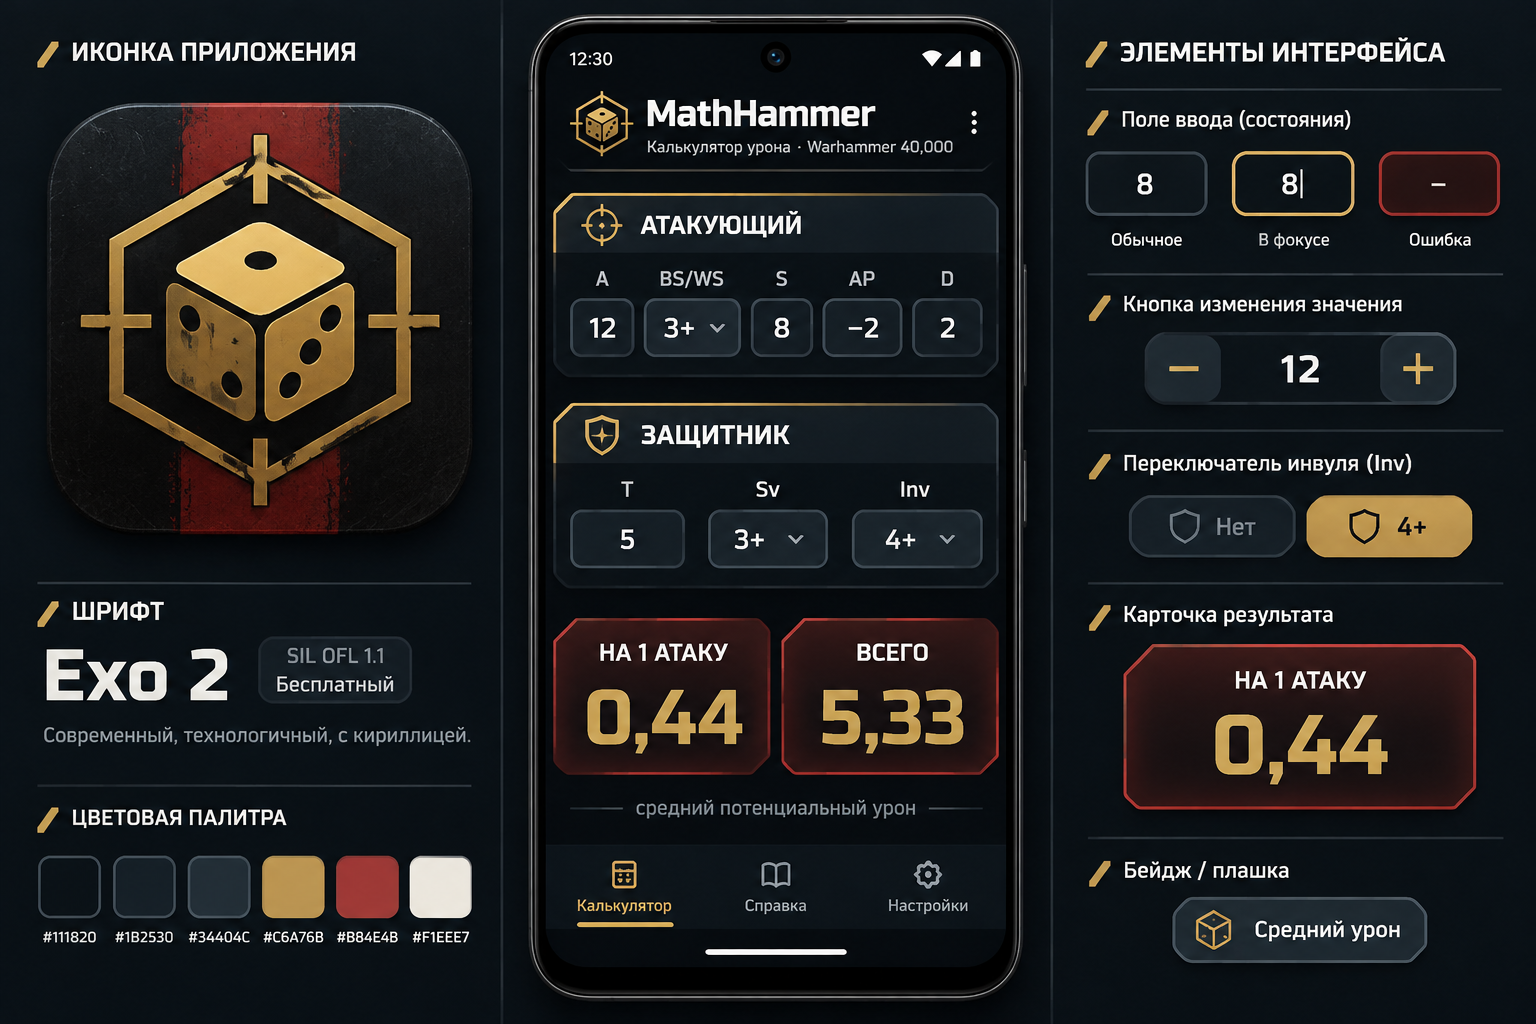 ИКОНКА ПРИЛОЖЕНИЯ
ШРИФТ
Exo 2
SIL OFL 1.1
Бесплатный
Современный, технологичный, с кириллицей.
ЦВЕТОВАЯ ПАЛИТРА
#111820 #1B2530 #34404C #C6A76B #B84E4B #F1EEE7
12:30
MathHammer
Калькулятор урона · Warhammer 40,000
АТАКУЮЩИЙ
A BS/WS S AP D
12 3+ 8 −2 2
ЗАЩИТНИК
T Sv Inv
5 3+ 4+
НА 1 АТАКУ ВСЕГО
0,44 5,33
средний потенциальный урон
Калькулятор Справка Настройки
ЭЛЕМЕНТЫ ИНТЕРФЕЙСА
Поле ввода (состояния)
8 8 –
Обычное В фокусе Ошибка
Кнопка изменения значения
− 12 +
Переключатель инвуля (Inv)
Нет 4+
Карточка результата
НА 1 АТАКУ
0,44
Бейдж / плашка
Средний урон